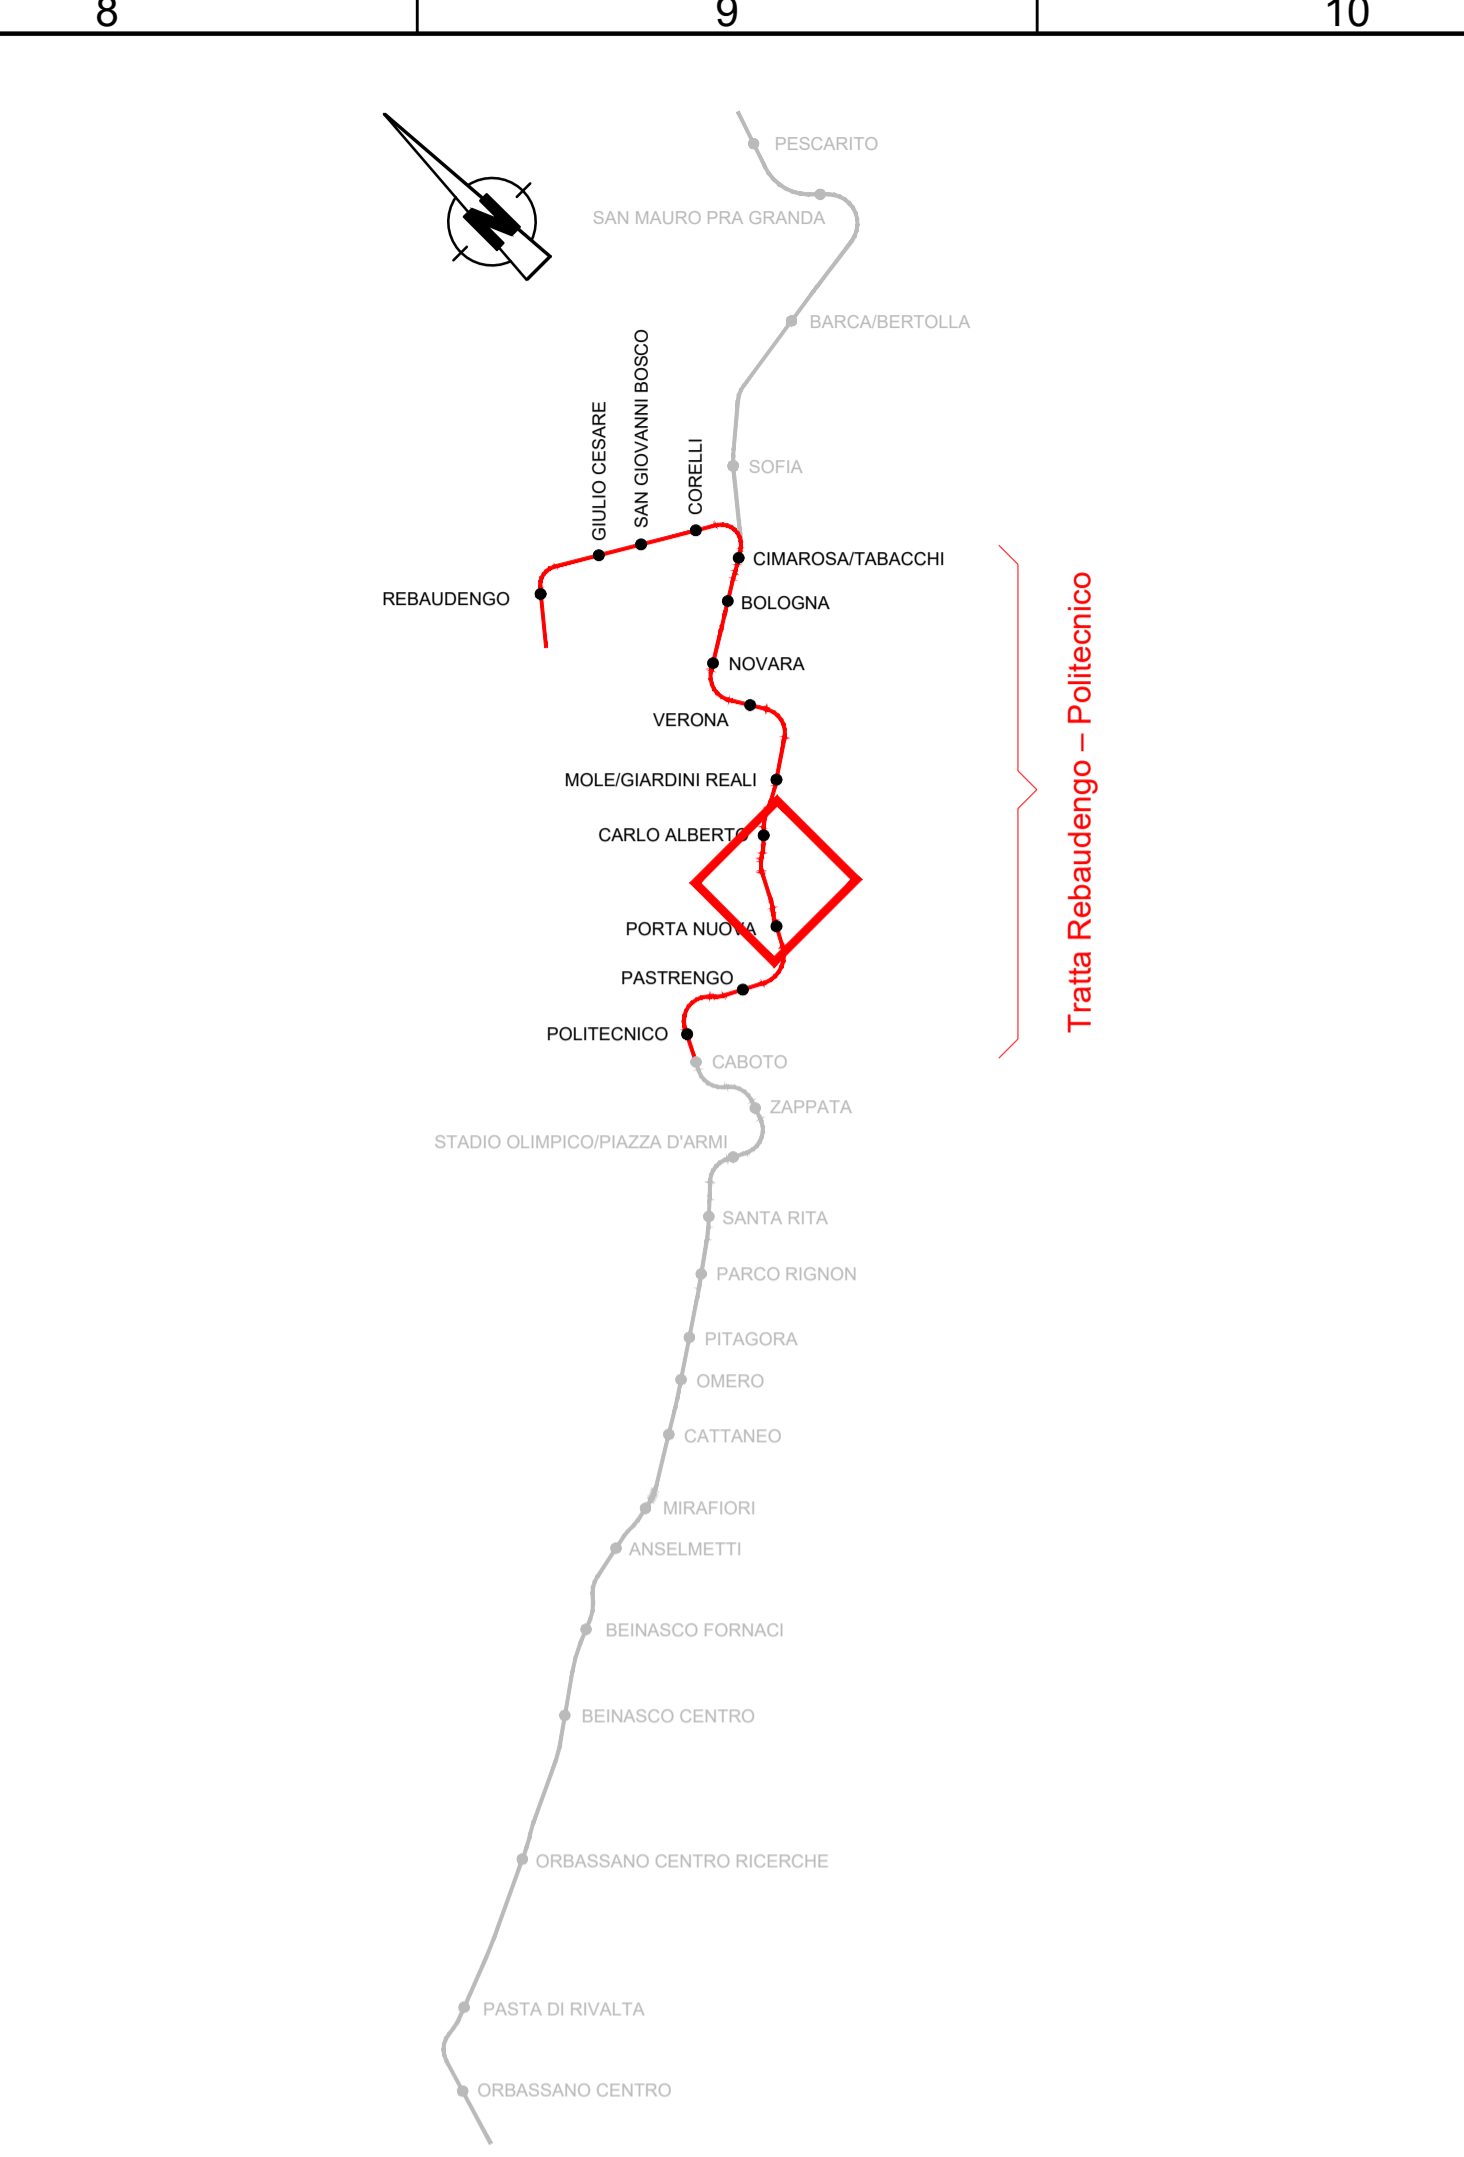 8 9 10
N
PESCARITO
SAN MAURO PRA GRANDA
BARCA/BERTOLLA
GIULIO CESARE
SAN GIOVANNI BOSCO
CORELLI
SOFIA
CIMAROSA/TABACCHI
REBAUDENGO
BOLOGNA
NOVARA
VERONA
MOLE/GIARDINI REALI
CARLO ALBERTO
PORTA NUOVA
PASTRENGO
POLITECNICO
Tratta Rebaudengo – Politecnico
CABOTO
ZAPPATA
STADIO OLIMPICO/PIAZZA D'ARMI
SANTA RITA
PARCO RIGNON
PITAGORA
OMERO
CATTANEO
MIRAFIORI
ANSELMETTI
BEINASCO FORNACI
BEINASCO CENTRO
ORBASSANO CENTRO RICERCHE
PASTA DI RIVALTA
ORBASSANO CENTRO